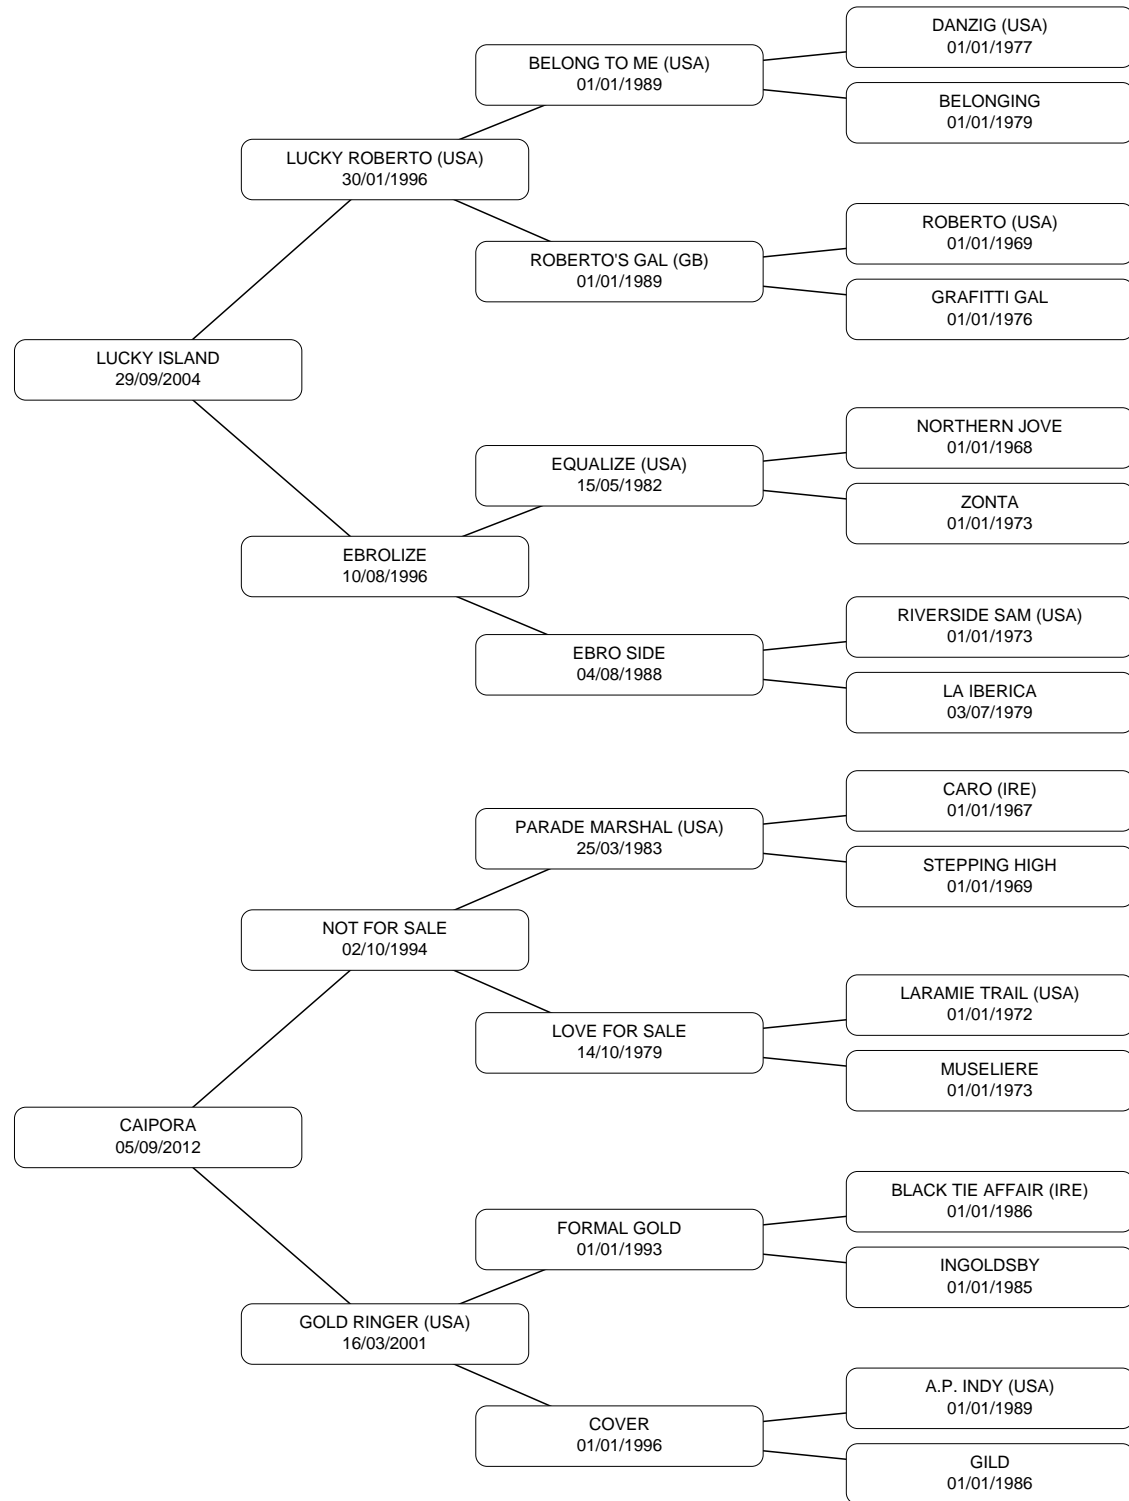 DANZIG (USA)
01/01/1977
BELONG TO ME (USA)
01/01/1989
BELONGING
01/01/1979
LUCKY ROBERTO (USA)
30/01/1996
ROBERTO (USA)
01/01/1969
ROBERTO'S GAL (GB)
01/01/1989
GRAFITTI GAL
01/01/1976
LUCKY ISLAND
29/09/2004
NORTHERN JOVE
01/01/1968
EQUALIZE (USA)
15/05/1982
ZONTA
01/01/1973
EBROLIZE
10/08/1996
RIVERSIDE SAM (USA)
01/01/1973
EBRO SIDE
04/08/1988
LA IBERICA
03/07/1979
CARO (IRE)
01/01/1967
PARADE MARSHAL (USA)
25/03/1983
STEPPING HIGH
01/01/1969
NOT FOR SALE
02/10/1994
LARAMIE TRAIL (USA)
01/01/1972
LOVE FOR SALE
14/10/1979
MUSELIERE
01/01/1973
CAIPORA
05/09/2012
BLACK TIE AFFAIR (IRE)
01/01/1986
FORMAL GOLD
01/01/1993
INGOLDSBY
01/01/1985
GOLD RINGER (USA)
16/03/2001
A.P. INDY (USA)
01/01/1989
COVER
01/01/1996
GILD
01/01/1986